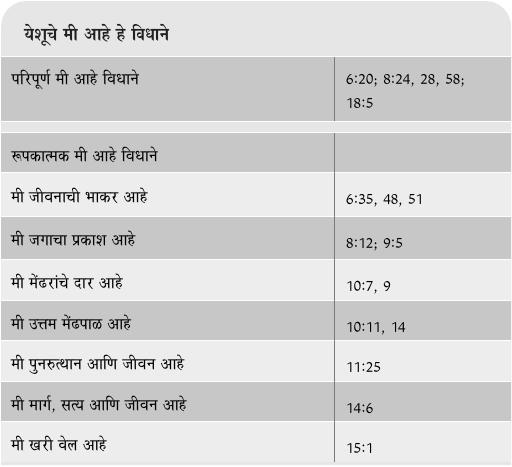 येशूचे मी आहे हे विधाने
परिपूर्ण मी आहे विधाने 6:20; 8:24, 28, 58;
18:5
रूपकात्मक मी आहे विधाने
मी जीवनाची भाकर आहे 6:35, 48, 51
मी जगाचा प्रकाश आहे 8:12; 9:5
मी मेंढरांचे दार आहे 10:7, 9
मी उत्तम मेंढपाळ आहे 10:11, 14
मी पुनरुत्थान आणि जीवन आहे 11:25
मी मार्ग, सत्य आणि जीवन आहे 14:6
मी खरी वेल आहे 15:1